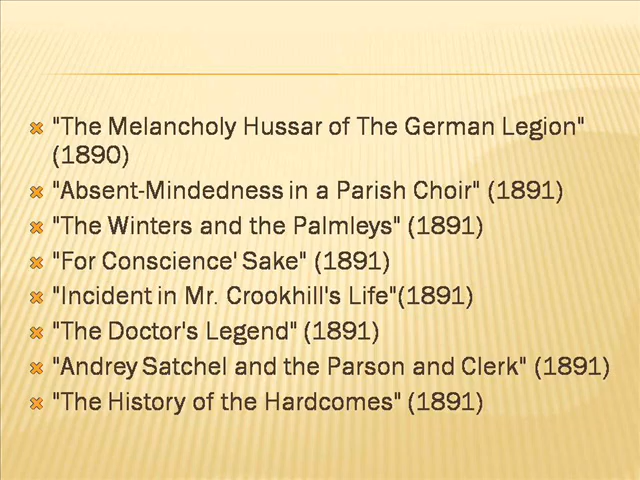 "The Melancholy Hussar of The German Legion"
(1890)
"Absent-Mindedness in a Parish Choir" (1891)
"The Winters and the Palmleys" (1891)
"For Conscience' Sake" (1891)
"Incident in Mr. Crookhill's Life"(1891)
"The Doctor's Legend" (1891)
"Andrey Satchel and the Parson and Clerk" (1891)
"The History of the Hardcomes" (1891)